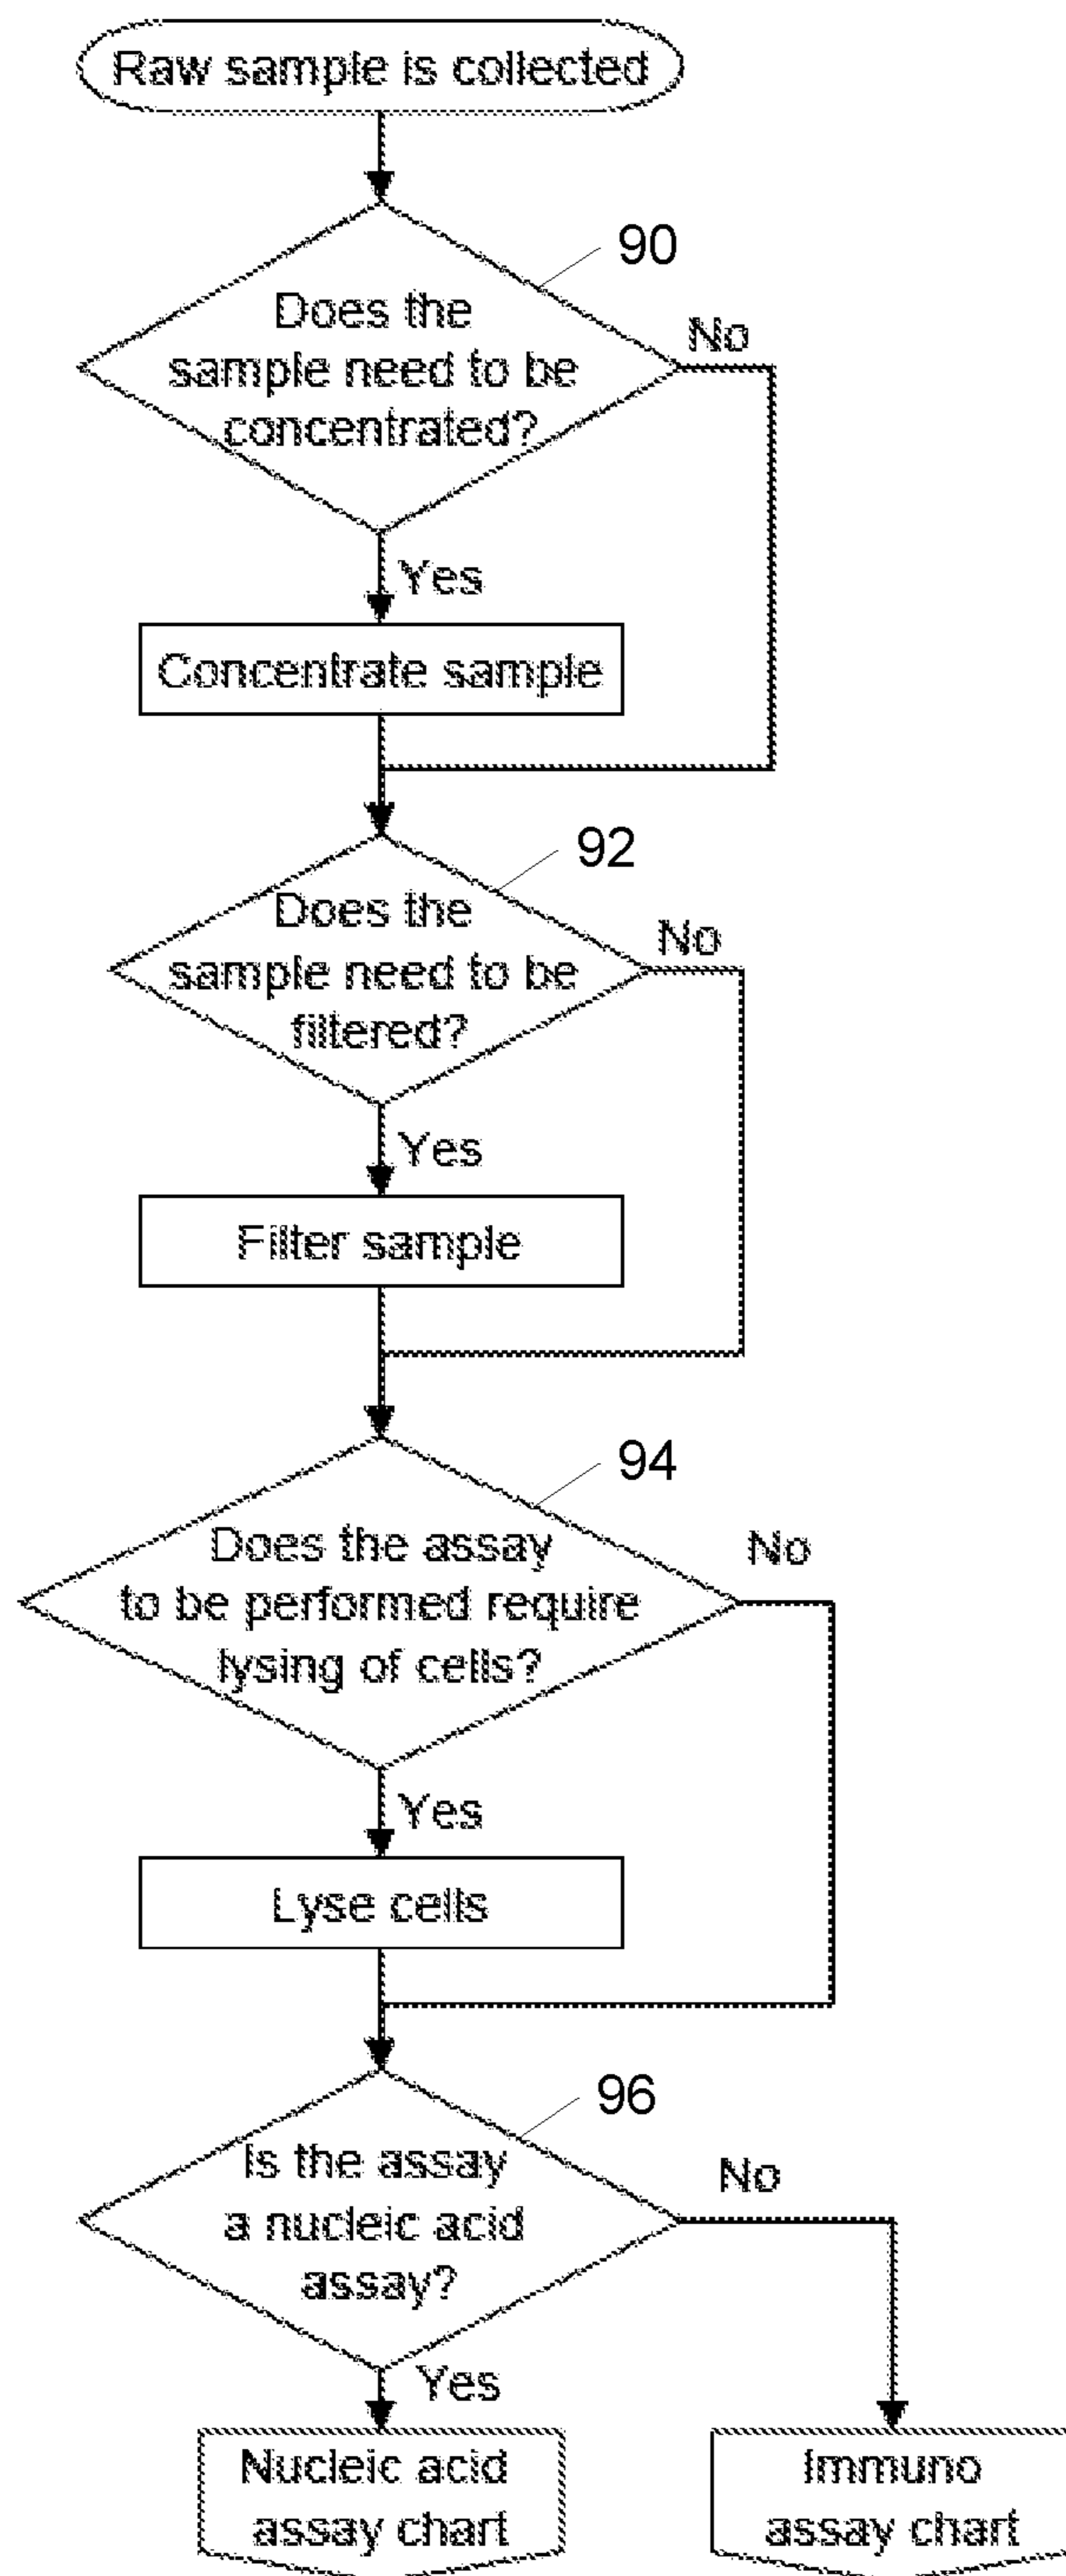 Raw sample is collected
90
Does the
sample need to be
concentrated?
No
Yes
Concentrate sample
92
Does the
sample need to be
filtered?
No
Yes
Filter sample
94
Does the assay
to be performed require
lysing of cells?
No
Yes
Lyse cells
96
Is the assay
a nucleic acid
assay?
No
Yes
Nucleic acid
assay chart
Immuno
assay chart